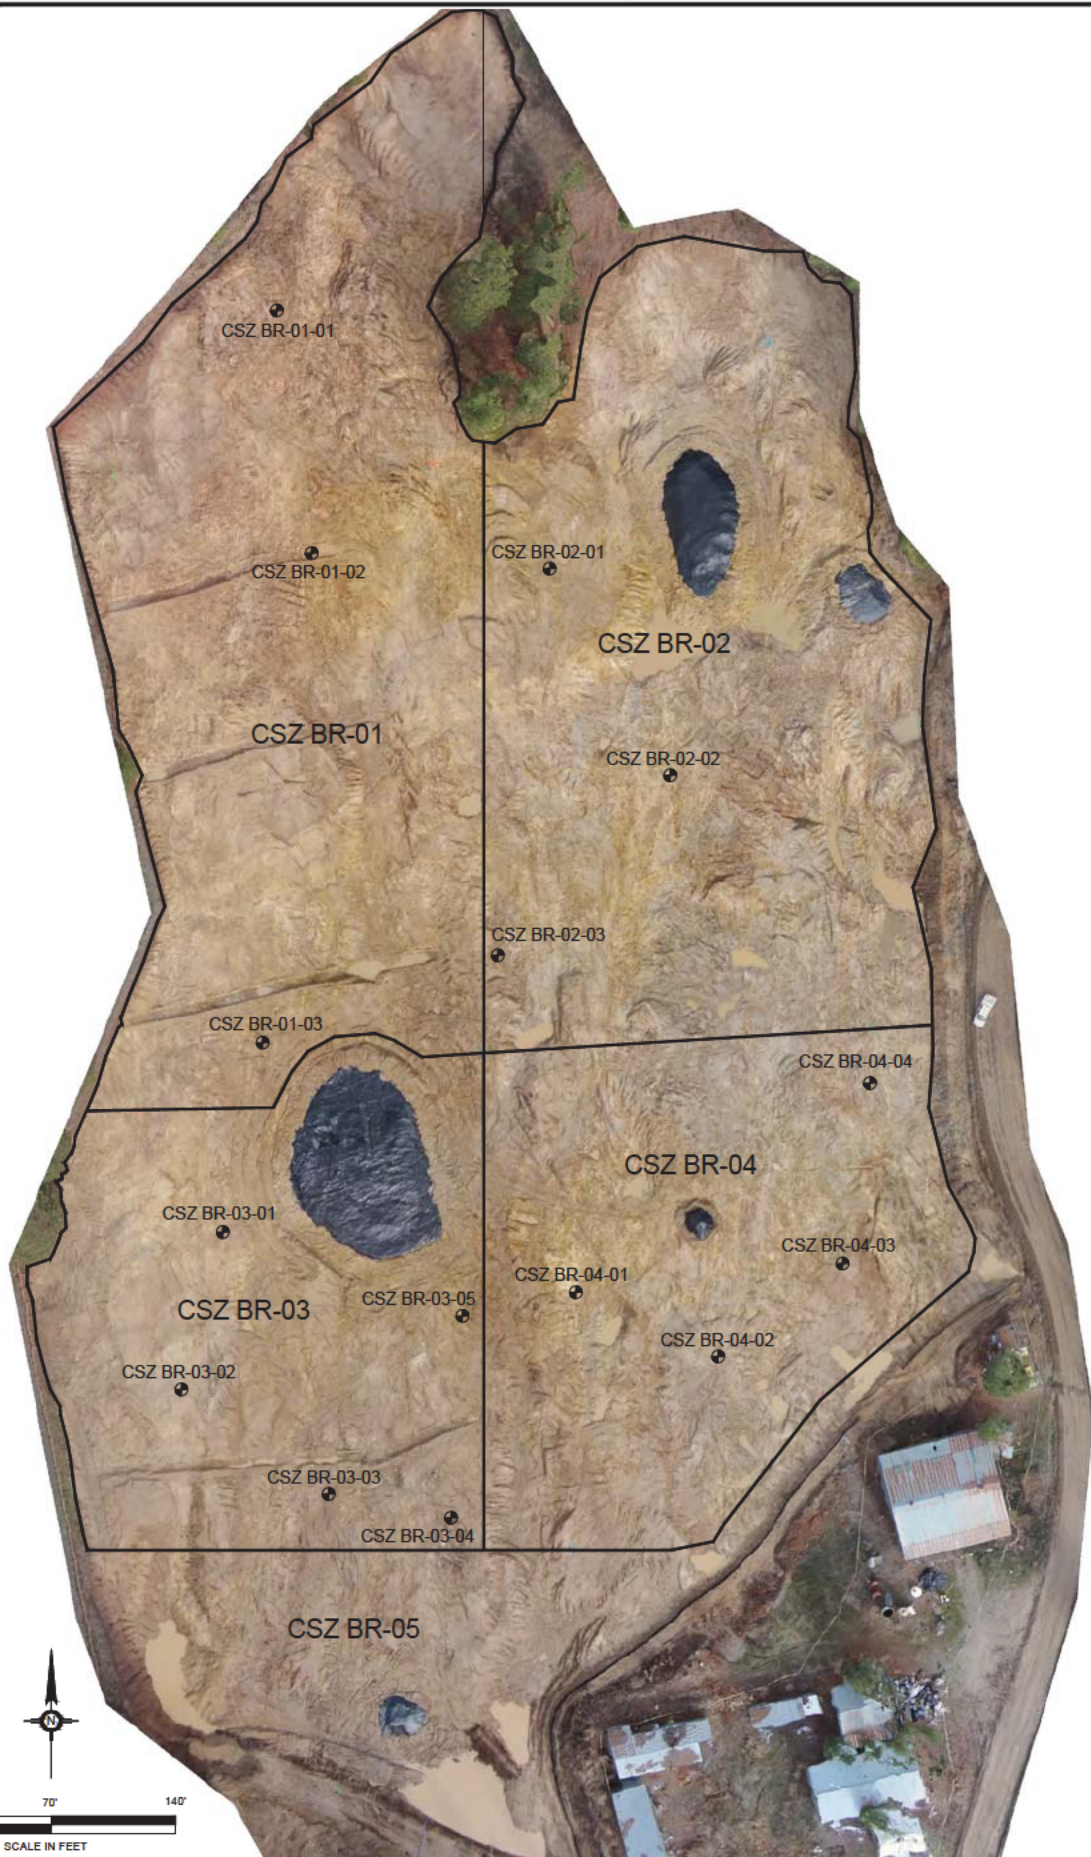 CSZ BR-01-01
CSZ BR-02-01
CSZ BR-01-02
CSZ BR-02
CSZ BR-01
CSZ BR-02-02
CSZ BR-02-03
CSZ BR-01-03
CSZ BR-04-04
CSZ BR-04
CSZ BR-03-01
CSZ BR-04-03
CSZ BR-04-01
CSZ BR-03-05
CSZ BR-03
CSZ BR-04-02
CSZ BR-03-02
CSZ BR-03-03
CSZ BR-03-04
CSZ BR-05
N
70' 140'
SCALE IN FEET